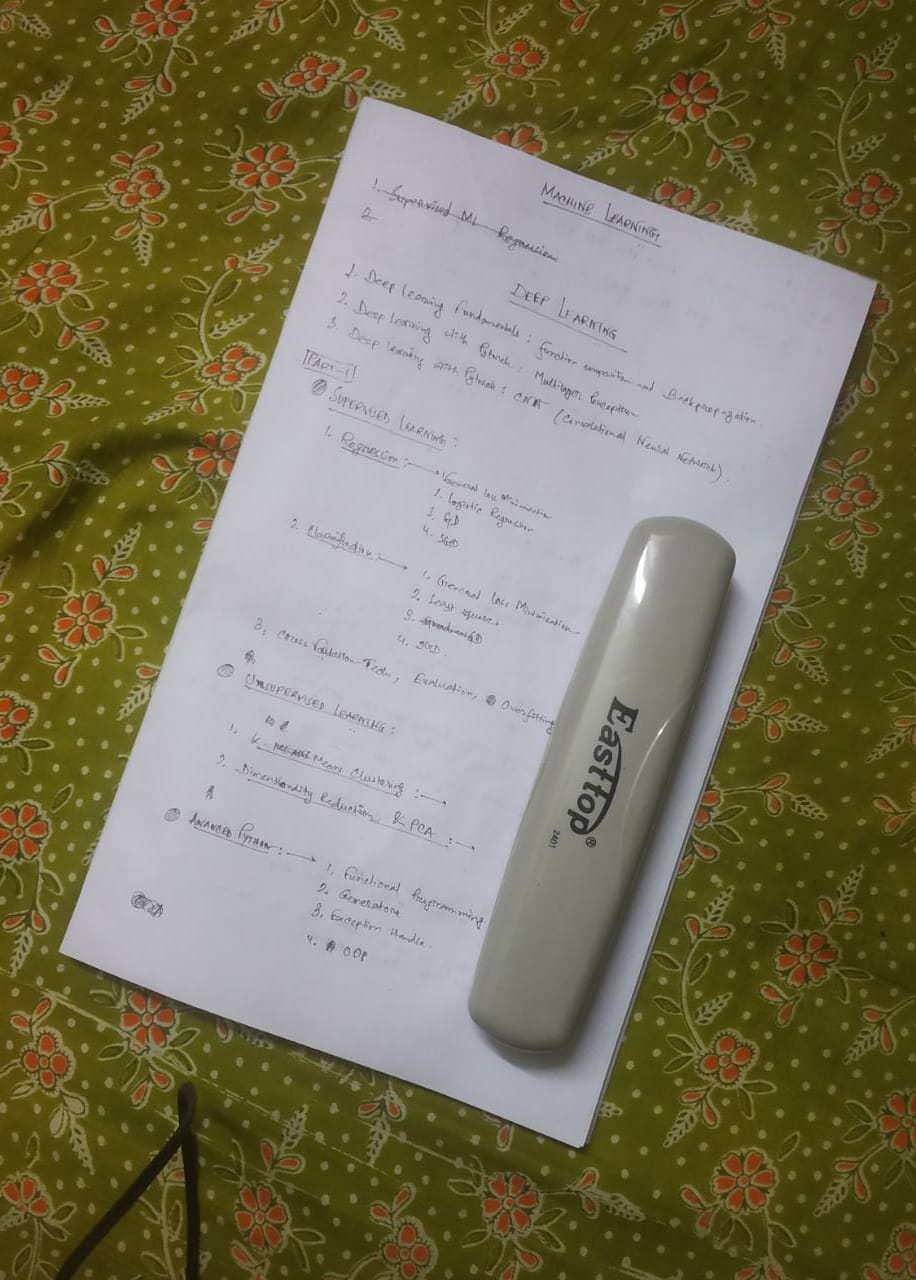 MACHINE LEARNING
1. Supervised ML Regression
2.
DEEP LEARNING
1. Deep Learning Fundamentals : function composition and Backpropagation.
2. Deep Learning with Pytorch : Multilayer Perceptron
3. Deep Learning with Pytorch : CNN (Convolutional Neural Network)
PART-1
SUPERVISED LEARNING :
1. Regression : → General Loss Minimization
1. Logistic Regression
3. GD
4. SGD
2. Classification : → 1. General Loss Minimization
2. Least square
3. GD
4. SGD.
3. Cross Validation , Evaluation, Overfitting
UNSUPERVISED LEARNING :
1. K-Means Clustering : →
2. Dimentionality Reduction & PCA : →
ADVANCED PYTHON : → 1. Functional Programming
2. Generators
3. Exception Handle.
4. OOP
Easttop®
2401